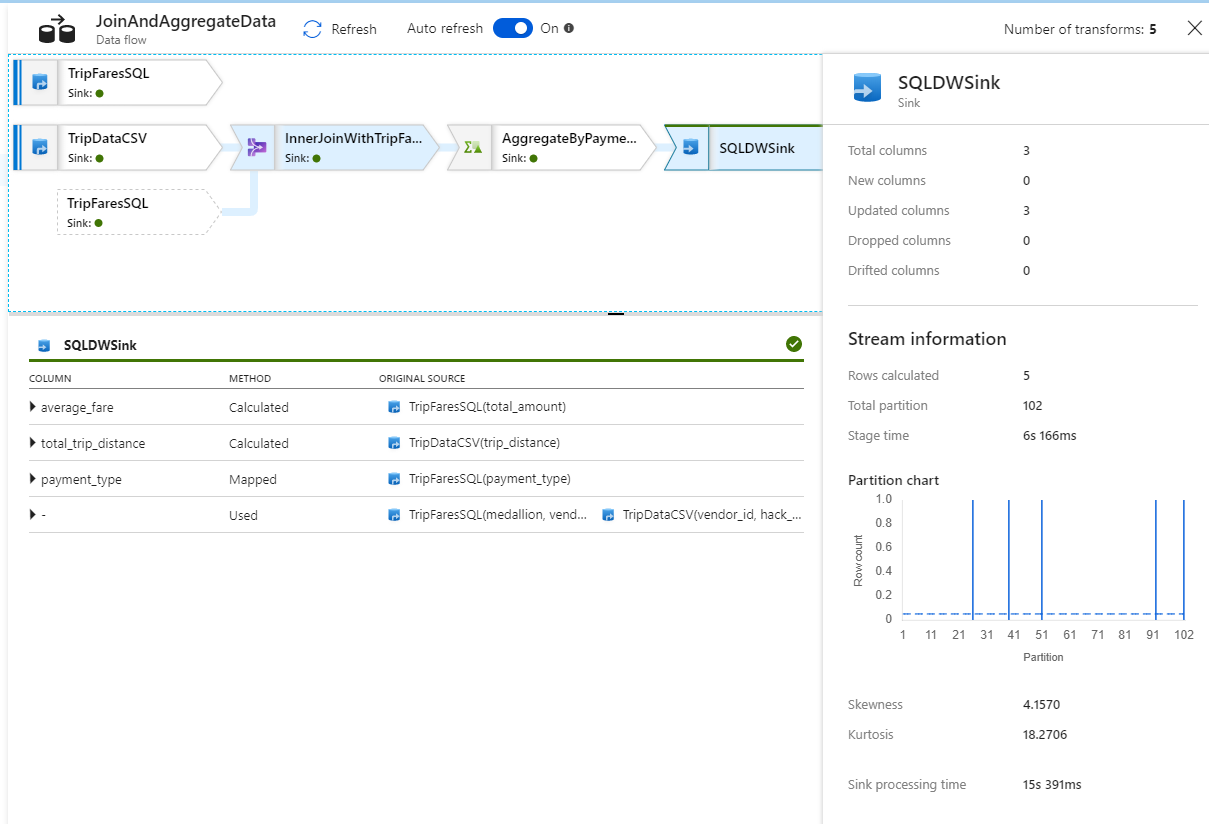 JoinAndAggregateData
Data flow
Refresh
Auto refresh
On
Number of transforms: 5
TripFaresSQL
Sink:
TripDataCSV
Sink:
InnerJoinWithTripFa...
Sink:
AggregateByPayme...
Sink:
SQLDWSink
TripFaresSQL
Sink:
SQLDWSink
COLUMN METHOD ORIGINAL SOURCE
average_fare Calculated TripFaresSQL(total_amount)
total_trip_distance Calculated TripDataCSV(trip_distance)
payment_type Mapped TripFaresSQL(payment_type)
- Used TripFaresSQL(medallion, vend... TripDataCSV(vendor_id, hack_...
SQLDWSink
Sink
Total columns 3
New columns 0
Updated columns 3
Dropped columns 0
Drifted columns 0
Stream information
Rows calculated 5
Total partition 102
Stage time 6s 166ms
Partition chart
1.0
0.8
0.6
0.4
0.2
0
Row count
1 11 21 31 41 51 61 71 81 91 102
Partition
Skewness 4.1570
Kurtosis 18.2706
Sink processing time 15s 391ms